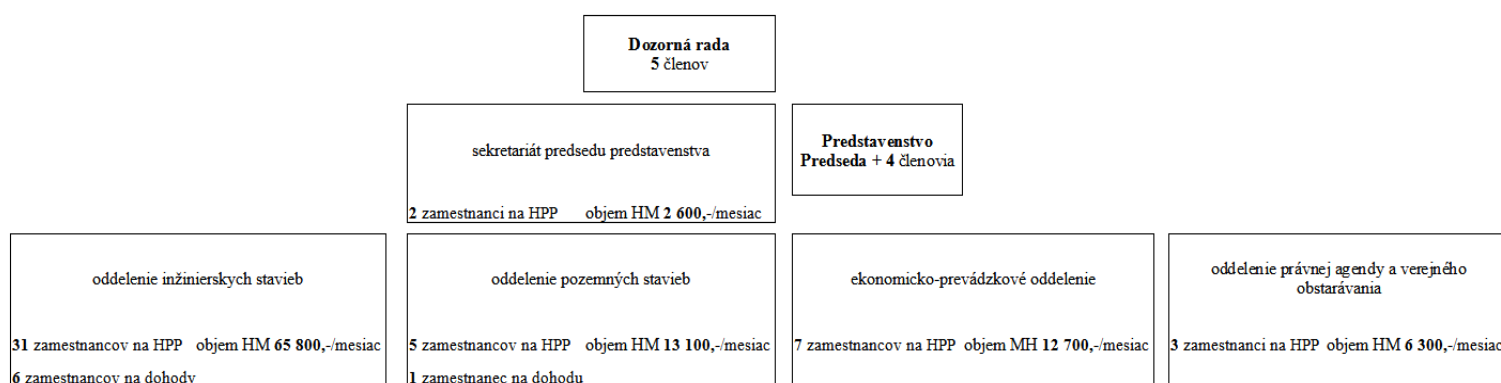 Dozorná rada
5 členov
sekretariát predsedu predstavenstva
2 zamestnanci na HPP objem HM 2 600,-/mesiac
Predstavenstvo
Predseda + 4 členovia
oddelenie inžinierskych stavieb
31 zamestnancov na HPP objem HM 65 800,-/mesiac
6 zamestnancov na dohody
oddelenie pozemných stavieb
5 zamestnancov na HPP objem HM 13 100,-/mesiac
1 zamestnanec na dohodu
ekonomicko-prevádzkové oddelenie
7 zamestnancov na HPP objem MH 12 700,-/mesiac
oddelenie právnej agendy a verejného
obstarávania
3 zamestnanci na HPP objem HM 6 300,-/mesiac